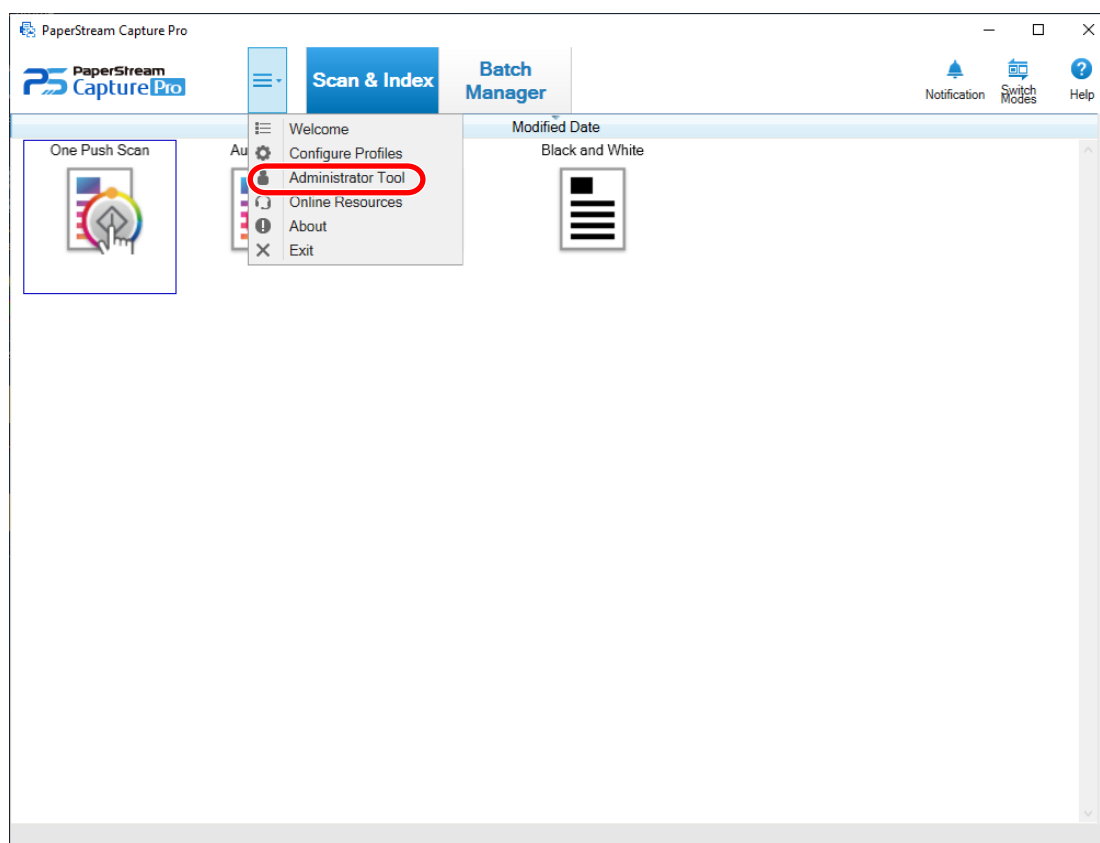 PaperStream Capture Pro
PaperStream
Capture Pro
Scan & Index
Batch
Manager
Notification
Switch
Modes
Help
Modified Date
Welcome
Configure Profiles
Administrator Tool
Online Resources
About
Exit
One Push Scan
Au
Black and White